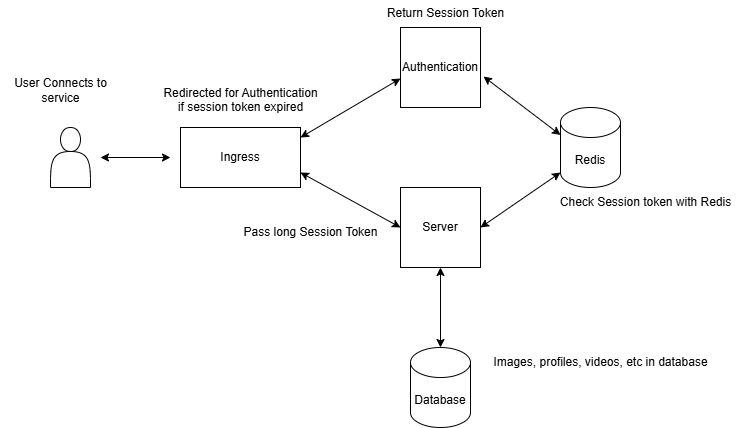 Return Session Token
Authentication
User Connects to
service
Redirected for Authentication
if session token expired
Ingress
Redis
Check Session token with Redis
Pass long Session Token
Server
Images, profiles, videos, etc in database
Database